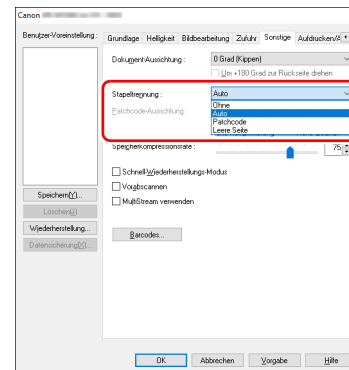 Canon
Benutzer-Voreinstellung :
Grundlage Helligkeit Bildbearbeitung Zufuhr Sonstige Aufdrucken/A
Dokument-Ausrichtung : 0 Grad (Kippen)
Um +180 Grad zur Rückseite drehen
Stapeltrennung : Auto
Ohne
Auto
Patchcode-Ausrichtung :
Patchcode
Leere Seite
Speicherkompressionsrate : 75
Schnell-Wiederherstellungs-Modus
Vorabscannen
MultiStream verwenden
Speichern(Y)...
Löschen(J)
Wiederherstellung...
Barcodes...
OK Abbrechen Vorgabe Hilfe